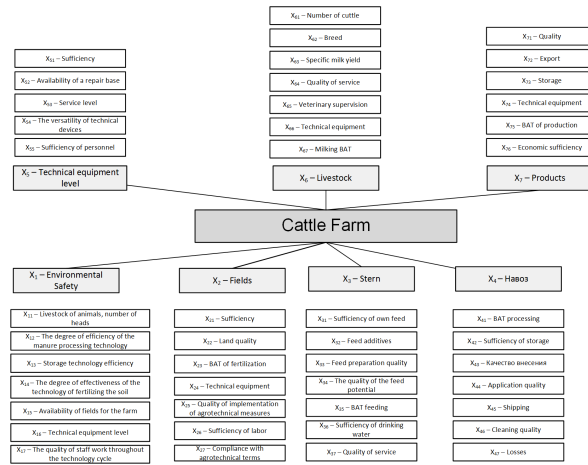 X₅₁ – Sufficiency
X₅₂ – Availability of a repair base
X₅₃ – Service level
X₅₄ – The versatility of technical
devices
X₅₅ – Sufficiency of personnel
X₅ – Technical equipment
level
X₆₁ – Number of cuttle
X₆₂ – Breed
X₆₃ – Specific milk yield
X₆₄ – Quality of service
X₆₅ – Veterinary supervision
X₆₆ – Technical equipment
X₆₇ – Milking BAT
X₆ – Livestock
X₇₁ – Quality
X₇₂ – Export
X₇₃ – Storage
X₇₄ – Technical equipment
X₇₅ – BAT of production
X₇₆ – Economic sufficiency
X₇ – Products
Cattle Farm
X₁ – Environmental
Safety
X₁₁ – Livestock of animals, number of
heads
X₁₂ – The degree of efficiency of the
manure processing technology
X₁₃ – Storage technology efficiency
X₁₄ – The degree of effectiveness of the
technology of fertilizing the soil
X₁₅ – Availability of fields for the farm
X₁₆ – Technical equipment level
X₁₇ – The quality of staff work throughout
the technology cycle
X₂ – Fields
X₂₁ – Sufficiency
X₂₂ – Land quality
X₂₃ – BAT of fertilization
X₂₄ – Technical equipment
X₂₅ – Quality of implementation
of agrotechnical measures
X₂₆ – Sufficiency of labor
X₂₇ – Compliance with
agrotechnical terms
X₃ – Stern
X₃₁ – Sufficiency of own feed
X₃₂ – Feed additives
X₃₃ – Feed preparation quality
X₃₄ – The quality of the feed
potential
X₃₅ – BAT feeding
X₃₆ – Sufficiency of drinking
water
X₃₇ – Quality of service
X₄ – Навоз
X₄₁ – BAT processing
X₄₂ – Sufficiency of storage
X₄₃ – Качество внесения
X₄₄ – Application quality
X₄₅ – Shipping
X₄₆ – Cleaning quality
X₄₇ – Losses